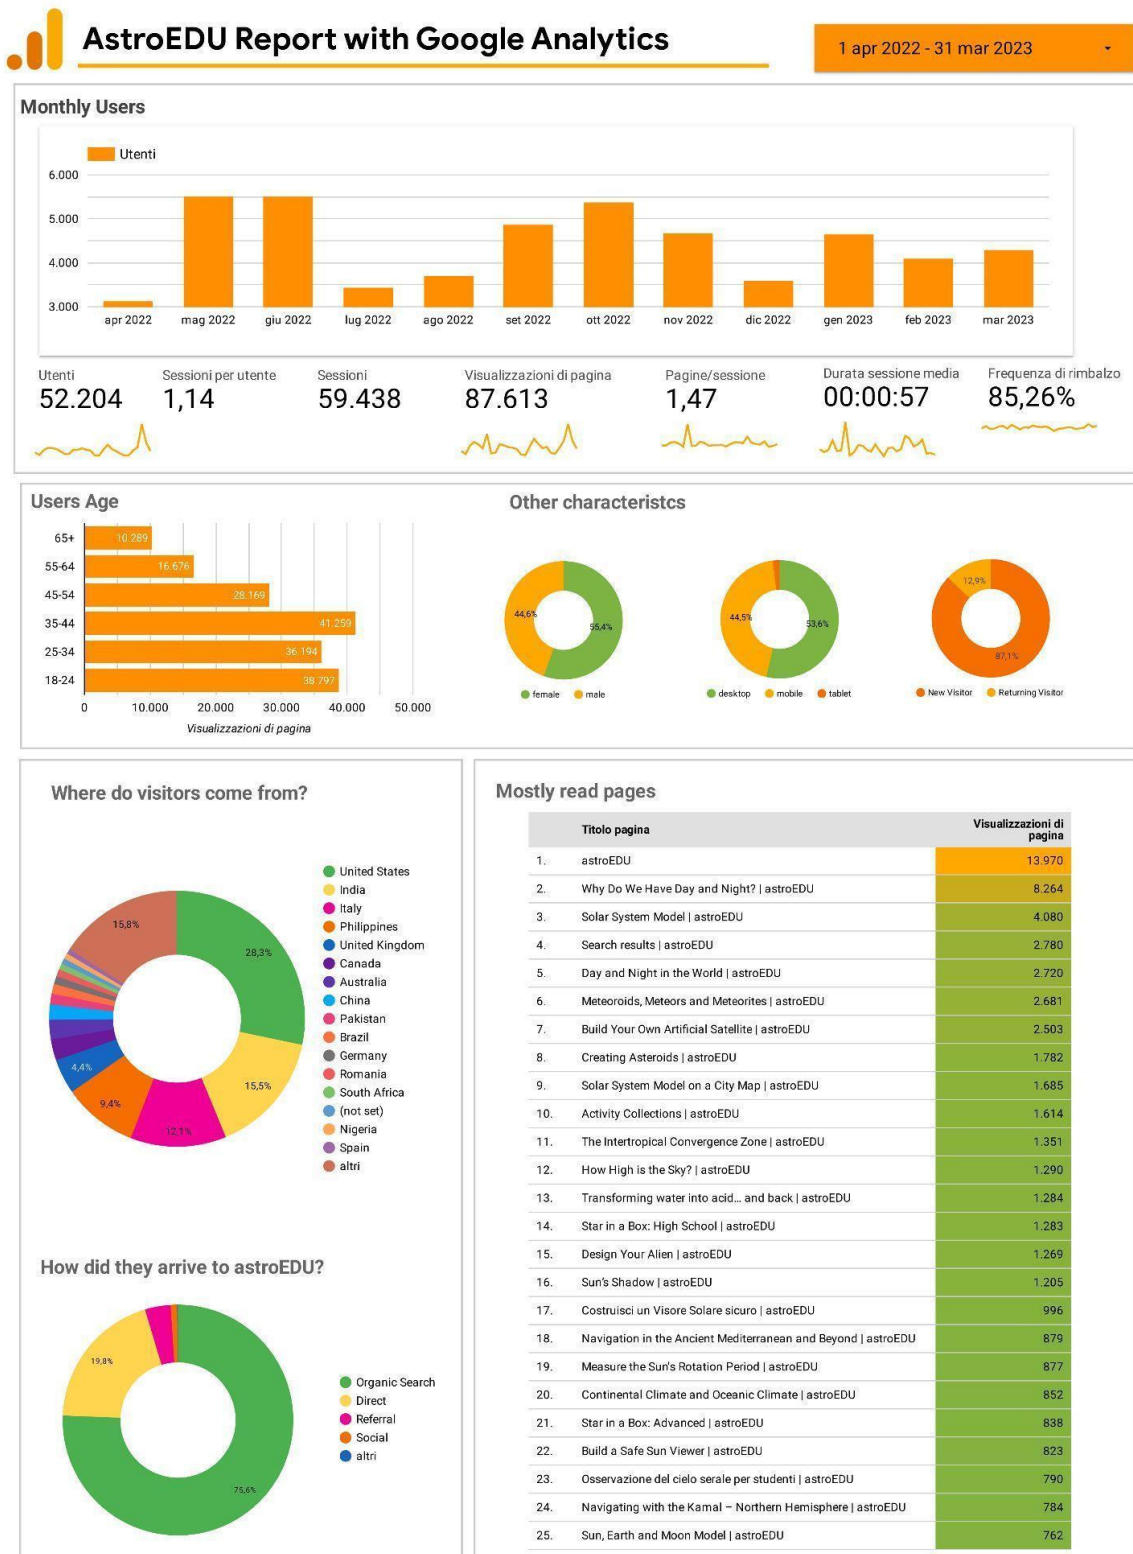 AstroEDU Report with Google Analytics
1 apr 2022 - 31 mar 2023
Monthly Users
Utenti
6.000
5.000
4.000
3.000
apr 2022
mag 2022
giu 2022
lug 2022
ago 2022
set 2022
ott 2022
nov 2022
dic 2022
gen 2023
feb 2023
mar 2023
Utenti
52.204
Sessioni per utente
1,14
Sessioni
59.438
Visualizzazioni di pagina
87.613
Pagine/sessione
1,47
Durata sessione media
00:00:57
Frequenza di rimbalzo
85,26%
Users Age
65+
10.289
55-64
16.676
45-54
28.169
35-44
41.259
25-34
36.194
18-24
38.797
0
10.000
20.000
30.000
40.000
50.000
Visualizzazioni di pagina
Other characteristcs
44,6%
55,4%
female
male
44,5%
53,6%
desktop
mobile
tablet
12,9%
87,1%
New Visitor
Returning Visitor
Where do visitors come from?
15,8%
28,3%
4,4%
9,4%
12,1%
15,5%
United States
India
Italy
Philippines
United Kingdom
Canada
Australia
China
Pakistan
Brazil
Germany
Romania
South Africa
(not set)
Nigeria
Spain
altri
How did they arrive to astroEDU?
19,8%
75,6%
Organic Search
Direct
Referral
Social
altri
Mostly read pages
Titolo pagina
Visualizzazioni di
pagina
1. astroEDU 13.970
2. Why Do We Have Day and Night? | astroEDU 8.264
3. Solar System Model | astroEDU 4.080
4. Search results | astroEDU 2.780
5. Day and Night in the World | astroEDU 2.720
6. Meteoroids, Meteors and Meteorites | astroEDU 2.681
7. Build Your Own Artificial Satellite | astroEDU 2.503
8. Creating Asteroids | astroEDU 1.782
9. Solar System Model on a City Map | astroEDU 1.685
10. Activity Collections | astroEDU 1.614
11. The Intertropical Convergence Zone | astroEDU 1.351
12. How High is the Sky? | astroEDU 1.290
13. Transforming water into acid… and back | astroEDU 1.284
14. Star in a Box: High School | astroEDU 1.283
15. Design Your Alien | astroEDU 1.269
16. Sun's Shadow | astroEDU 1.205
17. Costruisci un Visore Solare sicuro | astroEDU 996
18. Navigation in the Ancient Mediterranean and Beyond | astroEDU 879
19. Measure the Sun's Rotation Period | astroEDU 877
20. Continental Climate and Oceanic Climate | astroEDU 852
21. Star in a Box: Advanced | astroEDU 838
22. Build a Safe Sun Viewer | astroEDU 823
23. Osservazione del cielo serale per studenti | astroEDU 790
24. Navigating with the Kamal – Northern Hemisphere | astroEDU 784
25. Sun, Earth and Moon Model | astroEDU 762